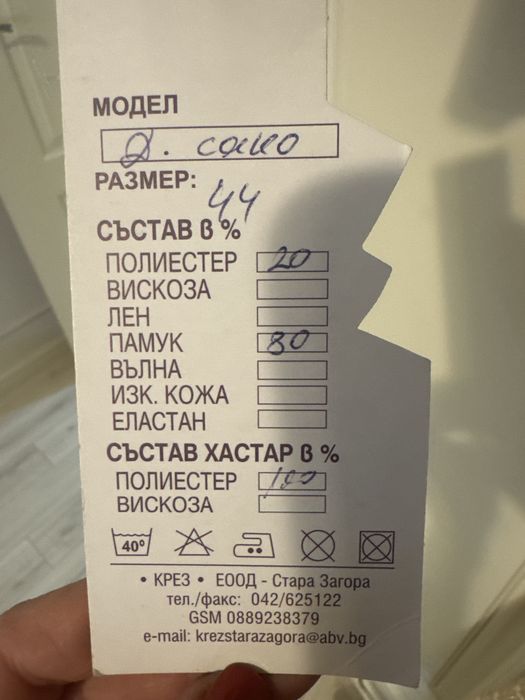 МОДЕЛ
Д. сако
РАЗМЕР: 44
СЪСТАВ в %
ПОЛИЕСТЕР 20
ВИСКОЗА
ЛЕН
ПАМУК 80
ВЪЛНА
ИЗК. КОЖА
ЕЛАСТАН
СЪСТАВ ХАСТАР в %
ПОЛИЕСТЕР 100
ВИСКОЗА
40°
• КРЕЗ • ЕООД - Стара Загора
тел./факс: 042/625122
GSM 0889238379
e-mail: krezstarazagora@abv.bg